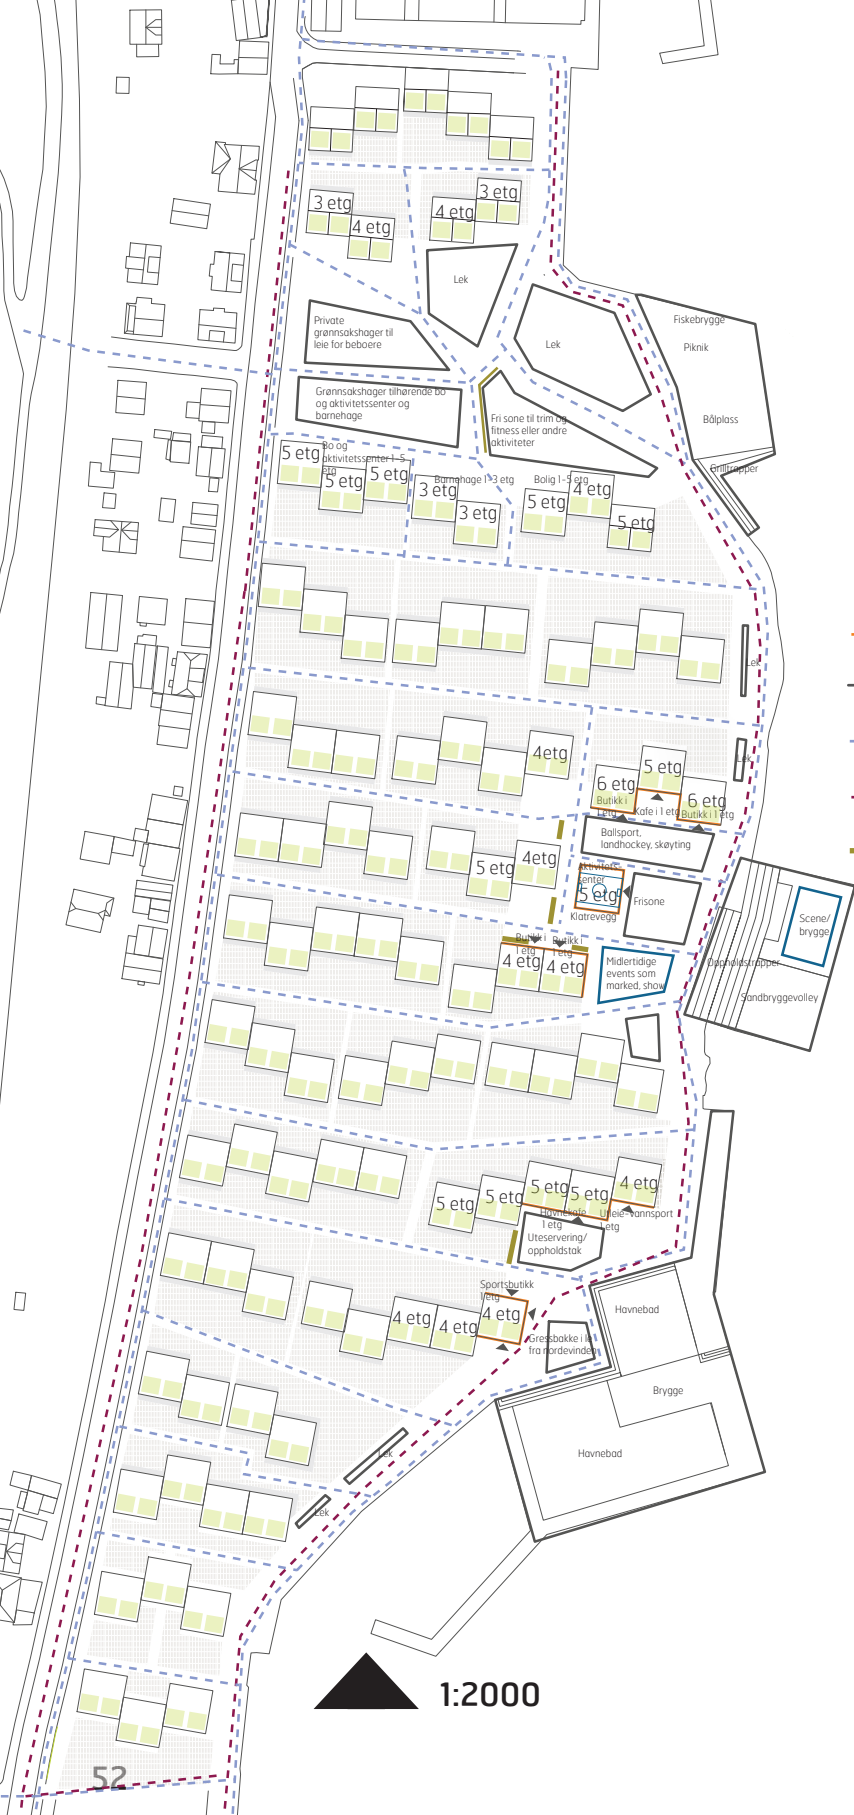 3 etg
3 etg
4 etg
4 etg
Lek
Fiskebrygge
Private
grønnsakshager til
leie for beboere
Lek
Piknik
Grønnsakshager tilhørende bo
og aktivitetssenter og
barnehage
Fri sone til trim og
fitness eller andre
aktiviteter
Bålplass
5 etg
Bo og
aktivitetssenter 1-5
etg
5 etg
5 etg
Barnehage 1-3 etg
3 etg
3 etg
Bolig 1-5 etg
4 etg
5 etg
5 etg
Grilltrapper
Lek
4etg
5 etg
6 etg
6 etg
Lek
Butikk i
1 etg
Kafe i 1 etg
Butikk i 1 etg
Ballsport,
landhockey, skøyting
4etg
5 etg
Aktivitets
senter
5 etg
Klatrevegg
Frisone
Scene/
brygge
Butikk i
1 etg
Butikk i
1 etg
4 etg
4 etg
Midlertidige
events som
marked, show
Oppholdstrapper
Sandbryggevolley
5 etg
5 etg
5 etg
5 etg
4 etg
Havnekafe
1 etg
Utleie-vannsport
1 etg
Uteservering/
oppholdstak
Sportsbutikk
1 etg
4 etg
4 etg
4 etg
Gressbakke i le
fra nordevinden
Havnebad
Brygge
Havnebad
Lek
Lek
1:2000
52